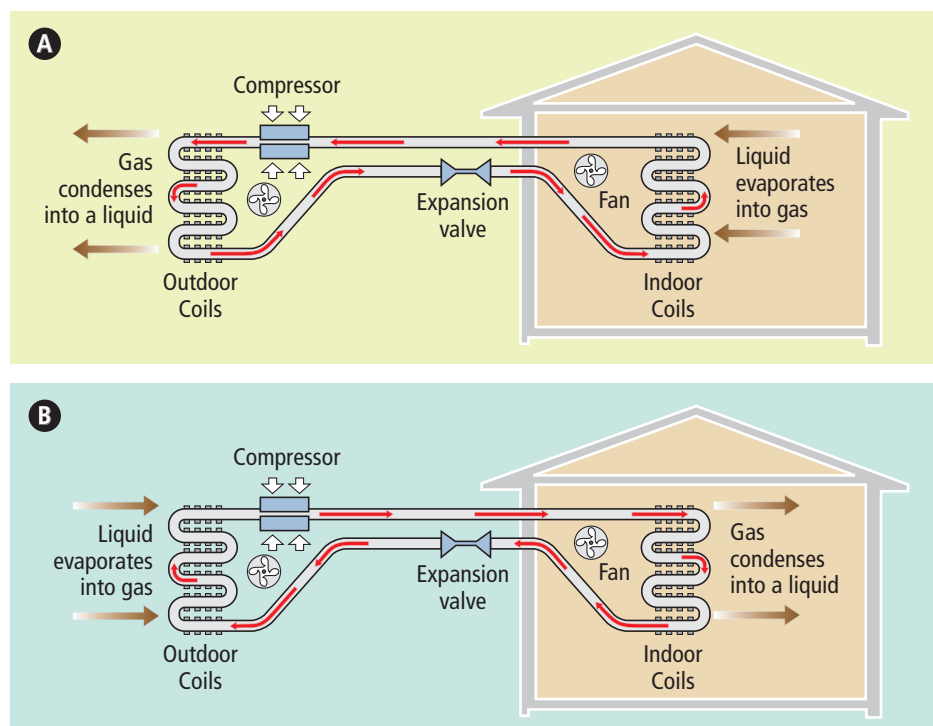 A
Compressor
Gas
condenses
into a liquid
Expansion
valve
Fan
Liquid
evaporates
into gas
Outdoor
Coils
Indoor
Coils
B
Compressor
Liquid
evaporates
into gas
Expansion
valve
Fan
Gas
condenses
into a liquid
Outdoor
Coils
Indoor
Coils